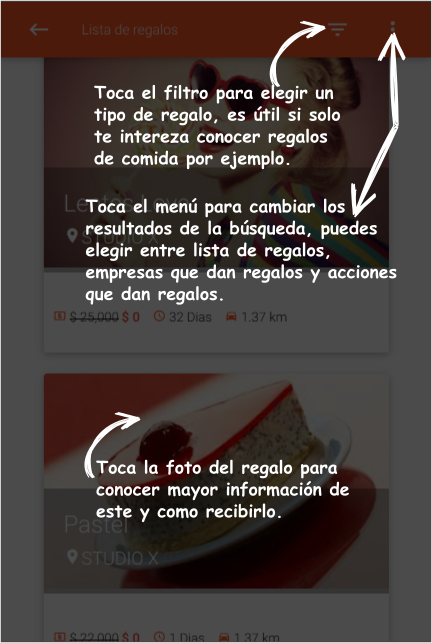 Lista de regalos
Toca el filtro para elegir un
tipo de regalo, es útil si solo
te intereza conocer regalos
de comida por ejemplo.
Lentes Love
STUDIO X
Toca el menú para cambiar los
resultados de la búsqueda, puedes
elegir entre lista de regalos,
empresas que dan regalos y acciones
que dan regalos.
$ 25,000 $ 0 32 Dias 1.37 km
Toca la foto del regalo para
conocer mayor información de
este y como recibirlo.
Pastel
STUDIO X
$ 22,000 $ 0 1 Dias 1.37 km